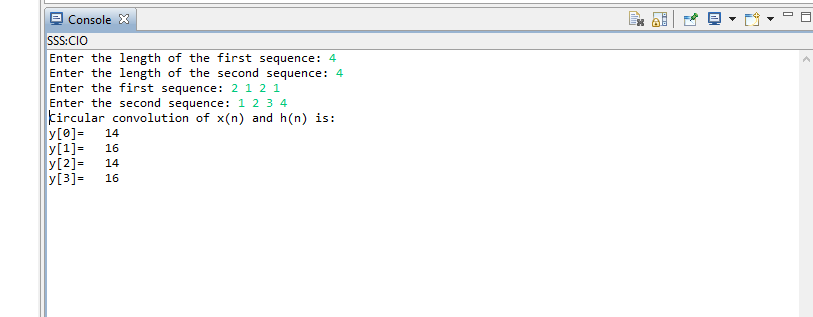 Console
SSS:CIO
Enter the length of the first sequence: 4
Enter the length of the second sequence: 4
Enter the first sequence: 2 1 2 1
Enter the second sequence: 1 2 3 4
Circular convolution of x(n) and h(n) is:
y[0]=   14
y[1]=   16
y[2]=   14
y[3]=   16